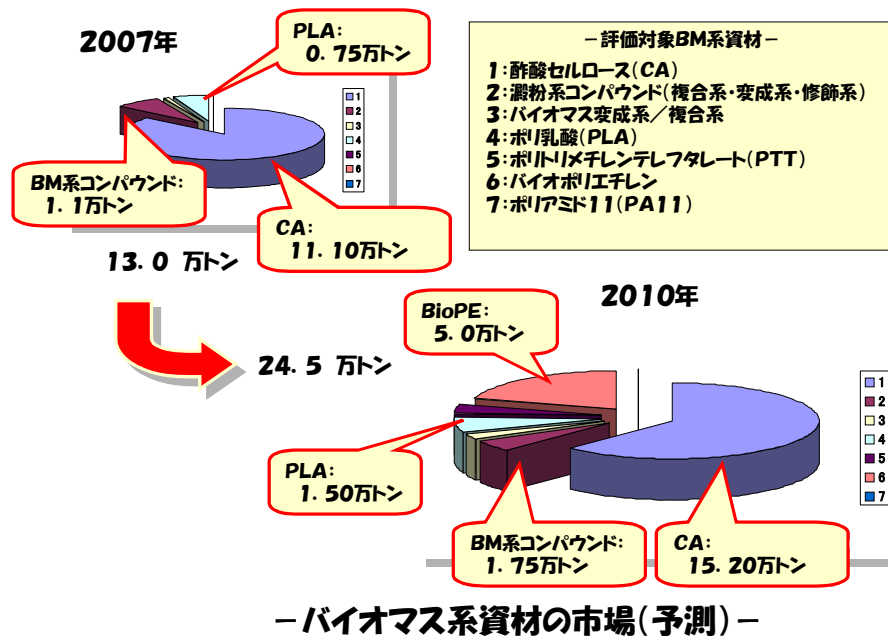 2007年
PLA:
0. 75万トン
1
2
3
4
5
6
7
BM系コンパウンド:
1. 1万トン
CA:
11. 10万トン
13. 0 万トン
－評価対象BM系資材－
1:酢酸セルロース(CA)
2:澱粉系コンパウンド(複合系・変成系・修飾系)
3:バイオマス変成系／複合系
4:ポリ乳酸(PLA)
5:ポリトリメチレンテレフタレート(PTT)
6:バイオポリエチレン
7:ポリアミド11(PA11)
2010年
BioPE:
5. 0万トン
24. 5 万トン
1
2
3
4
5
6
7
PLA:
1. 50万トン
BM系コンパウンド:
1. 75万トン
CA:
15. 20万トン
－バイオマス系資材の市場(予測)－